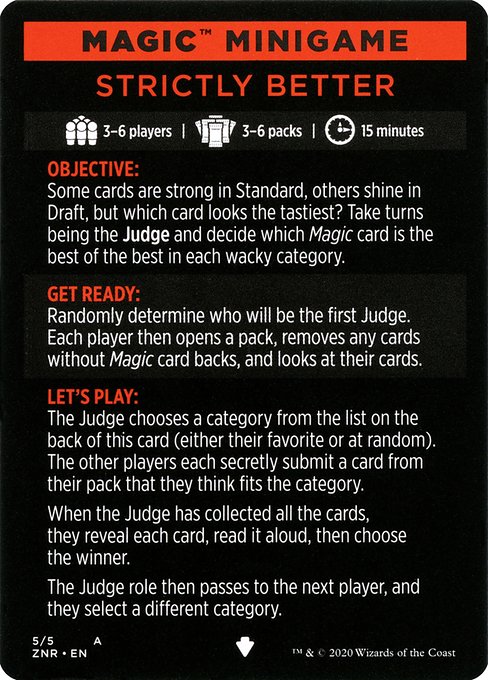 MAGIC™ MINIGAME
STRICTLY BETTER
3–6 players | 3–6 packs | 15 minutes
OBJECTIVE:
Some cards are strong in Standard, others shine in
Draft, but which card looks the tastiest? Take turns
being the Judge and decide which Magic card is the
best of the best in each wacky category.
GET READY:
Randomly determine who will be the first Judge.
Each player then opens a pack, removes any cards
without Magic card backs, and looks at their cards.
LET'S PLAY:
The Judge chooses a category from the list on the
back of this card (either their favorite or at random).
The other players each secretly submit a card from
their pack that they think fits the category.
When the Judge has collected all the cards,
they reveal each card, read it aloud, then choose
the winner.
The Judge role then passes to the next player, and
they select a different category.
5/5 A
ZNR • EN ™ & © 2020 Wizards of the Coast